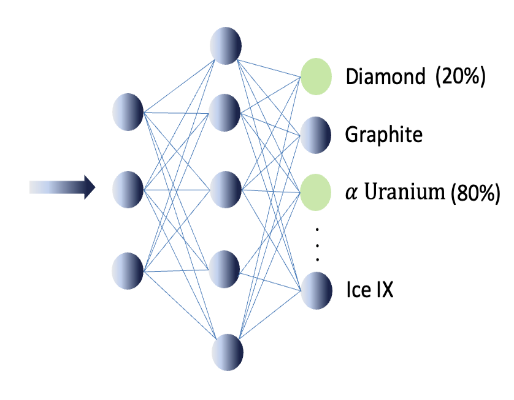 Diamond (20%)
Graphite
α Uranium (80%)
Ice IX